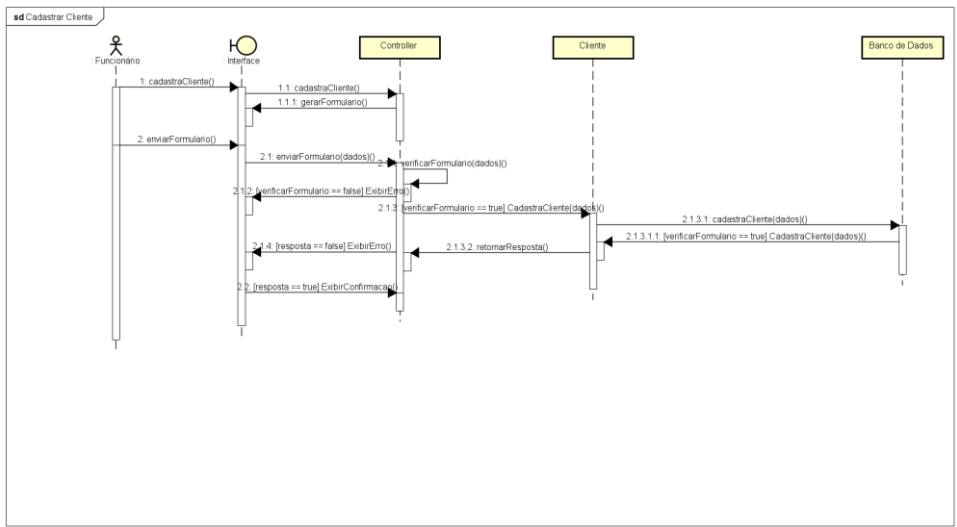 sd Cadastrar Cliente
: Funcionário
: Interface
Controller
Cliente
Banco de Dados
1: cadastraCliente()
1.1: cadastraCliente()
1.1.1: gerarFormulario()
2: enviarFormulario()
2.1: enviarFormulario(dados)()
verificarFormulario(dados)()
2.1.2: [verificarFormulario == false] ExibirErro()
2.1.3: [verificarFormulario == true] CadastraCliente(dados)()
2.1.3.1: cadastraCliente(dados)()
2.1.3.1.1: [verificarFormulario == true] CadastraCliente(dados)()
2.1.4: [resposta == false] ExibirErro()
2.1.3.2: retornarResposta()
2.2: [resposta == true] ExibirConfirmacao()